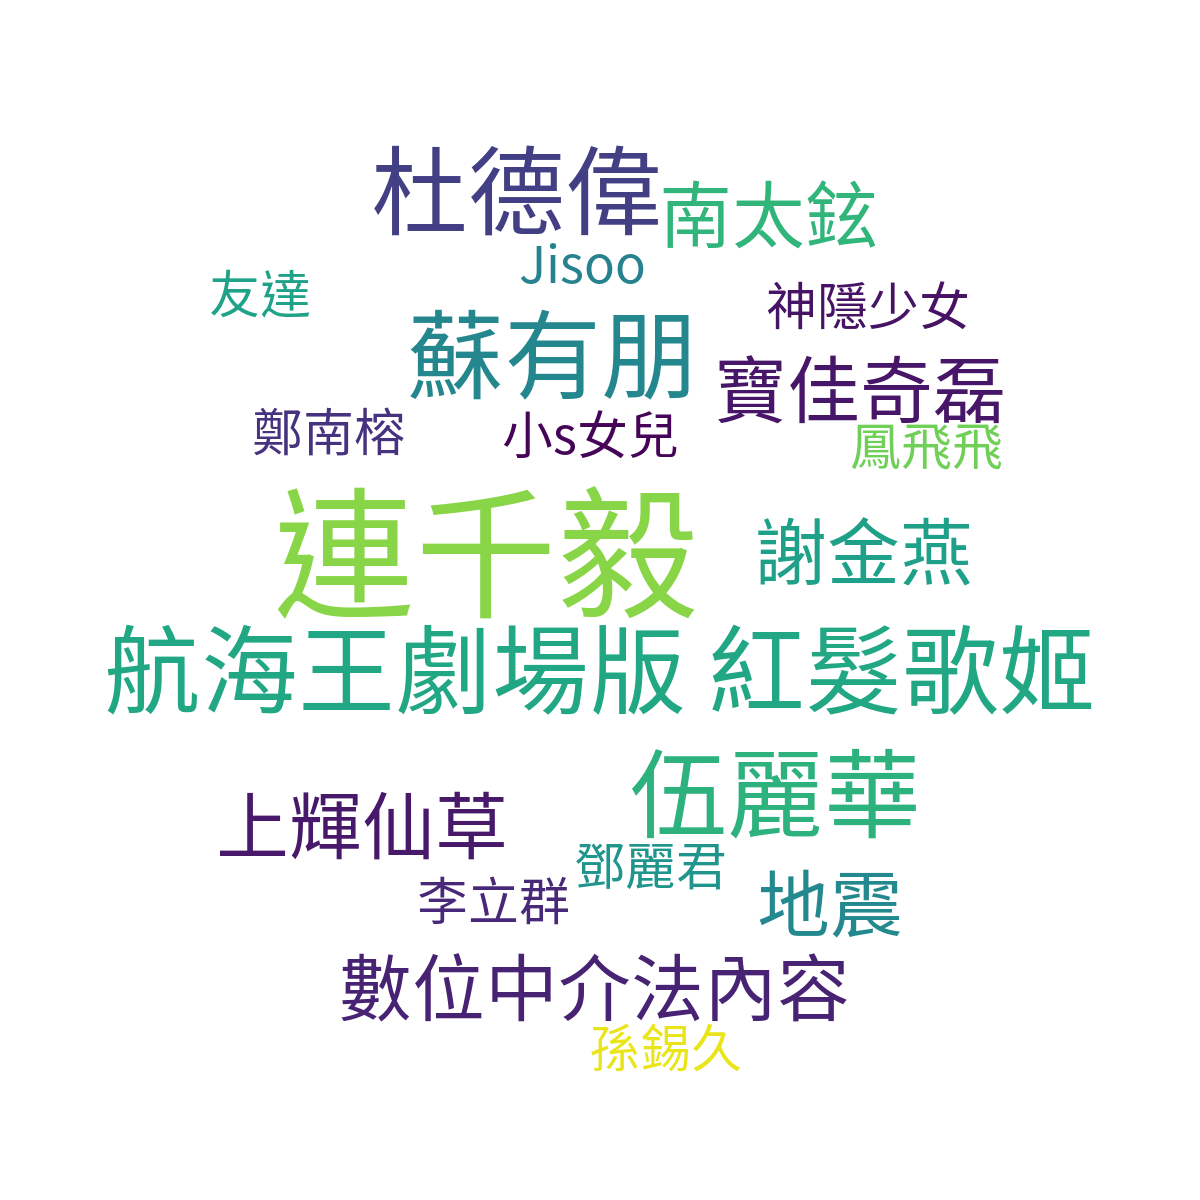 杜德偉
南太鉉
Jisoo
友達
神隱少女
蘇有朋
寶佳奇磊
鄭南榕
小s女兒
鳳飛飛
連千毅
謝金燕
航海王劇場版 紅髮歌姬
伍麗華
上輝仙草
鄧麗君
李立群
地震
數位中介法內容
孫錫久